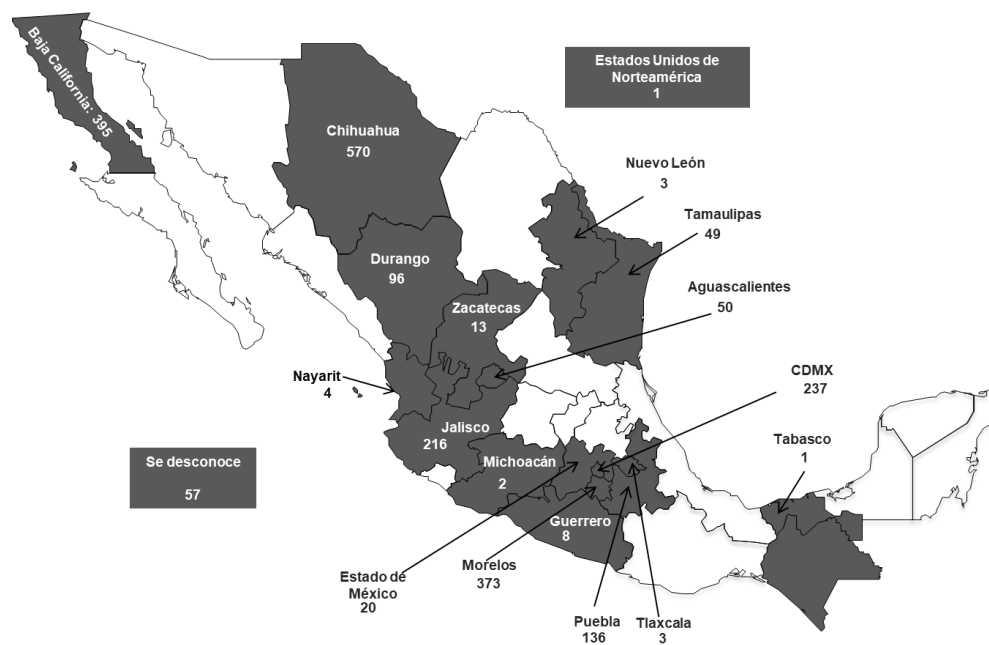 Baja California: 395
Estados Unidos de
Norteamérica
1
Chihuahua
570
Nuevo León
3
Tamaulipas
49
Durango
96
Aguascalientes
50
Zacatecas
13
CDMX
237
Nayarit
4
Jalisco
216
Tabasco
1
Se desconoce
57
Michoacán
2
Guerrero
8
Estado de
México
20
Morelos
373
Puebla
136
Tlaxcala
3